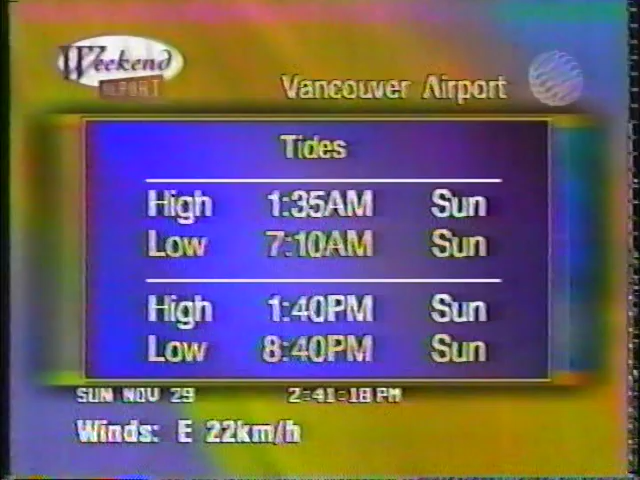 Weekend
REPORT
Vancouver Airport
Tides
High 1:35AM Sun
Low 7:10AM Sun
High 1:40PM Sun
Low 8:40PM Sun
SUN NOV 29 2:41:18 PM
Winds: E 22km/h